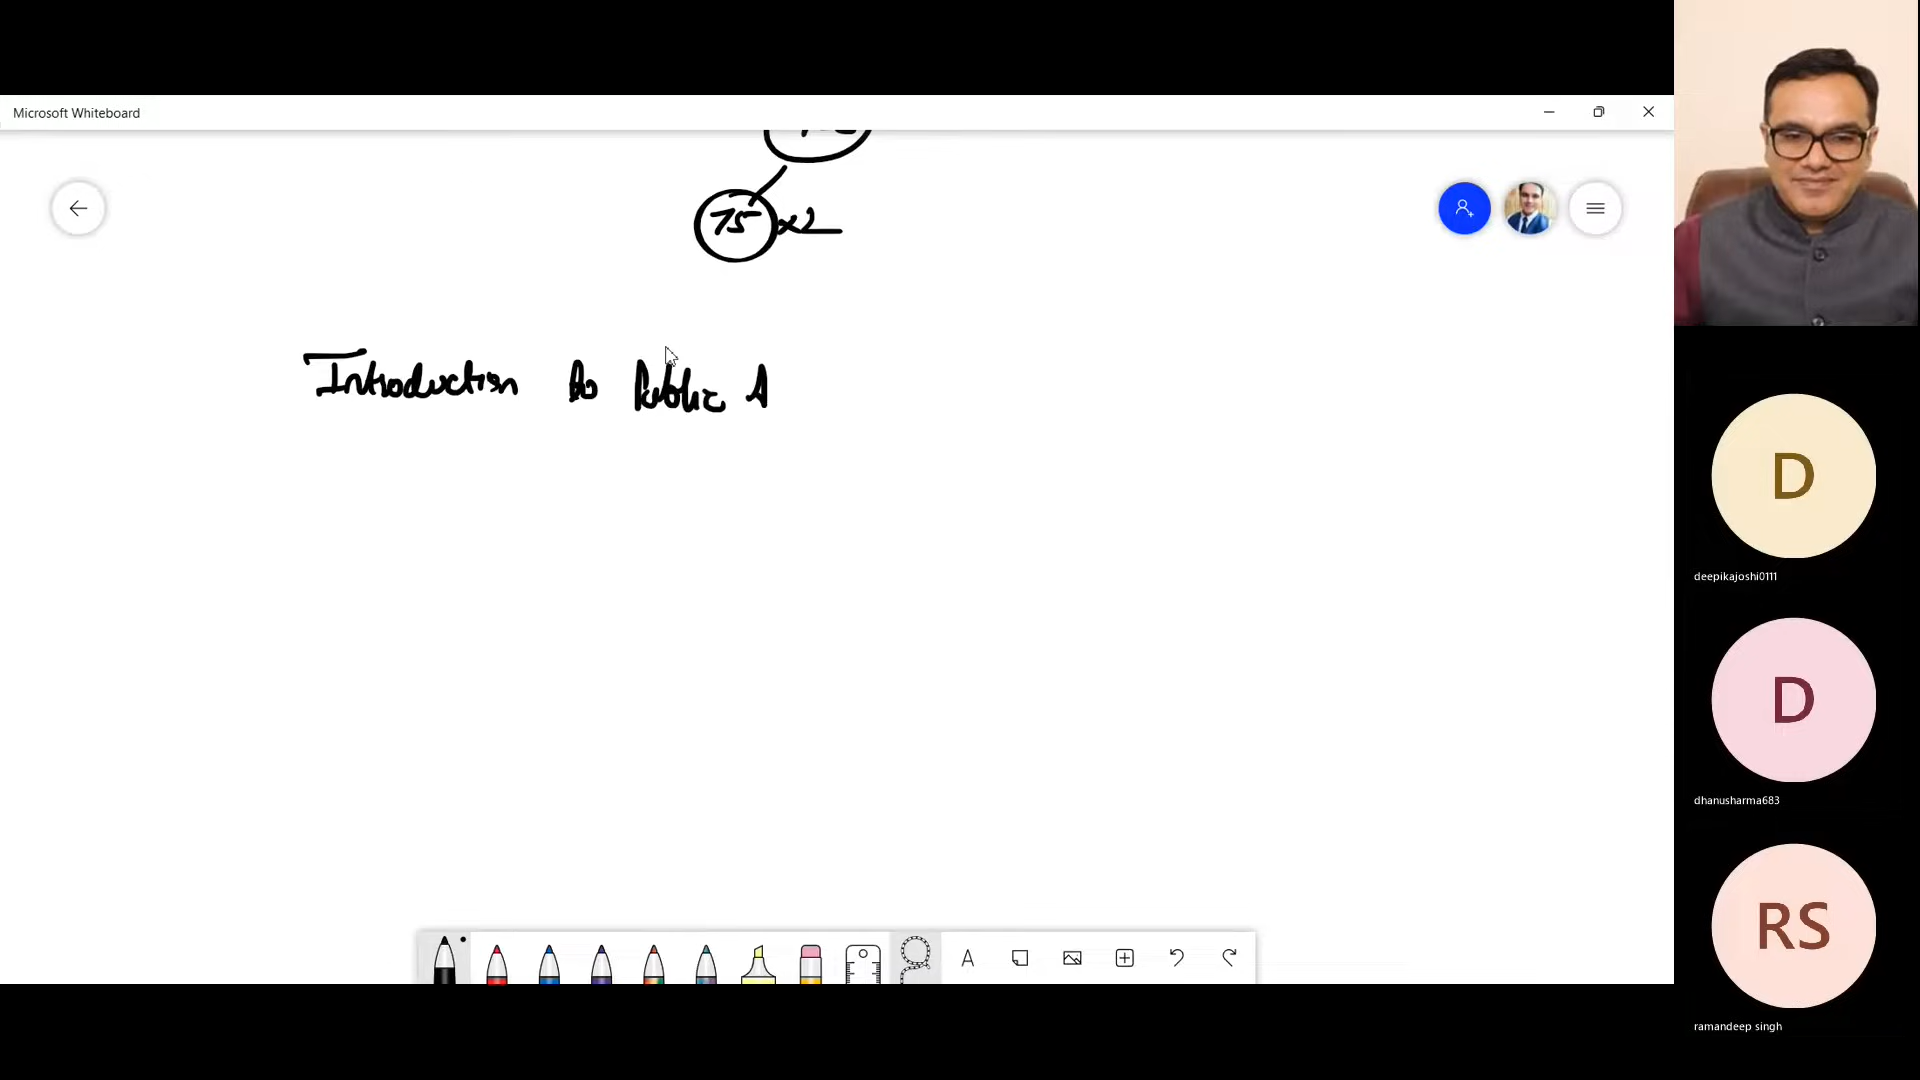 Microsoft Whiteboard
75 x2
Introduction to Public A
D
deepikajoshi0111
D
dhanusharma683
RS
ramandeep singh